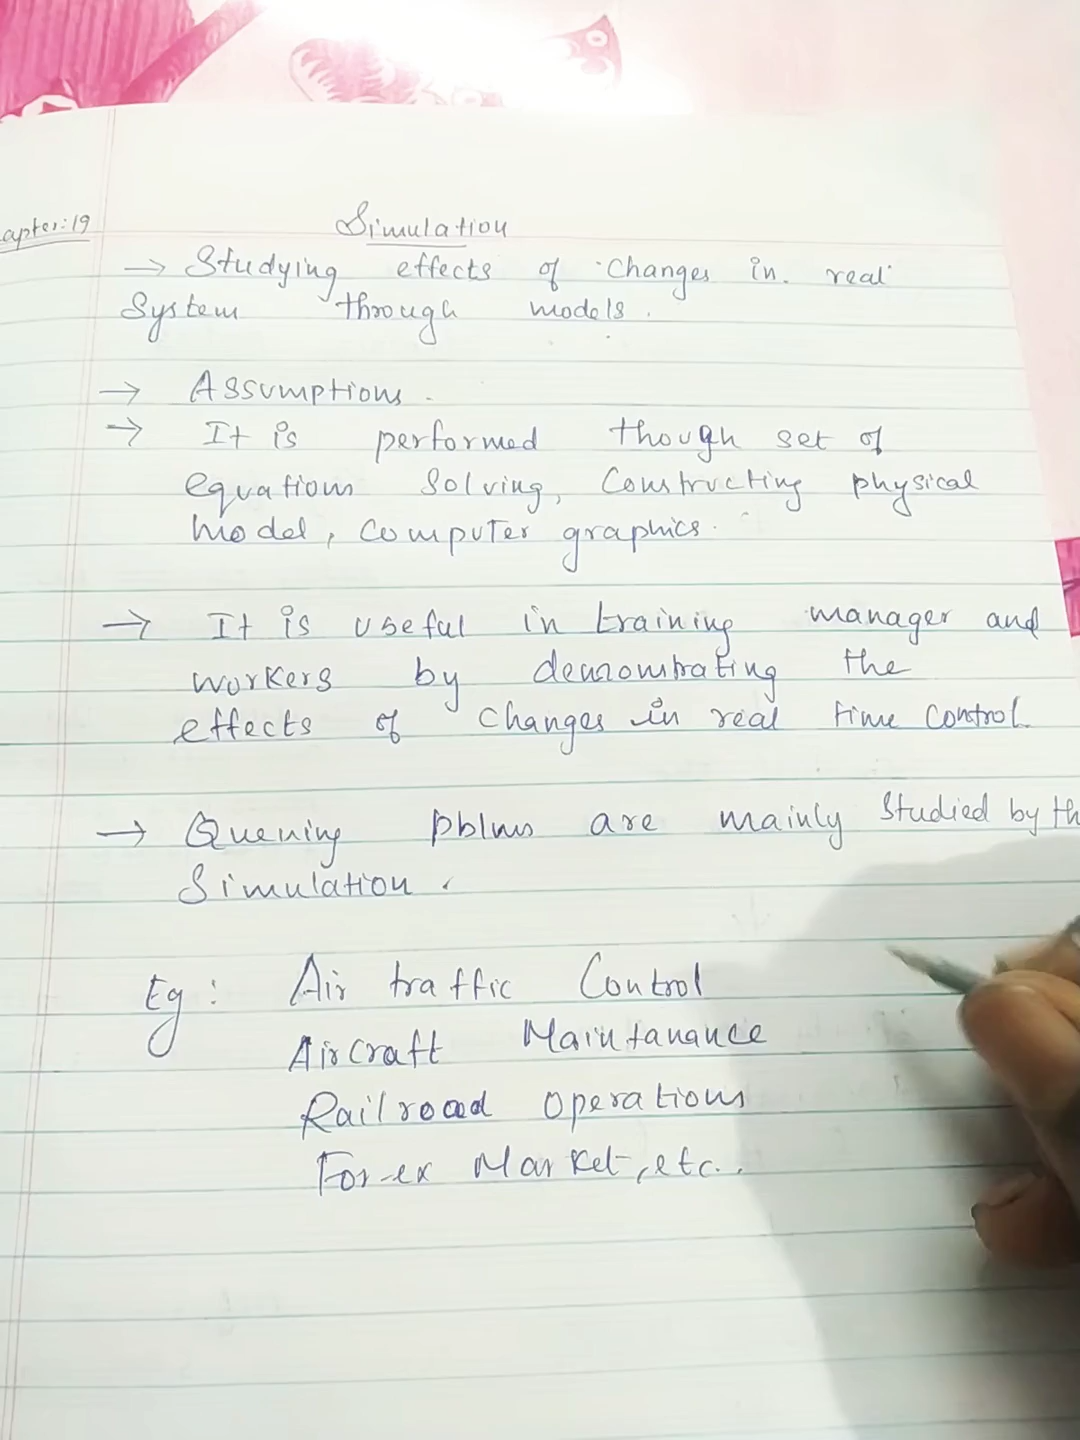 apter:19
Simulation
→ Studying effects of changes in real
System through models.
→ Assumptions.
→ It is performed though set of
equations Solving, Constructing physical
model, computer graphics.
→ It is useful in training manager and
workers by the
effects of changes in real time control.
→ Queuing pblms are mainly studied by th
Simulation.
Eg: Air traffic Control
Aircraft Maintanance
Railroad operations
Forex Market, etc..